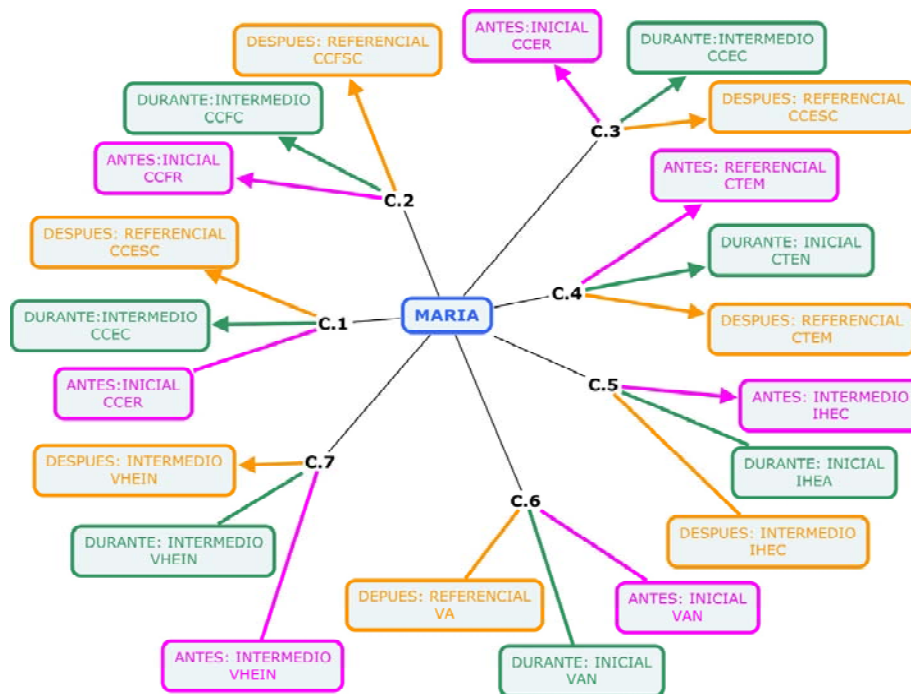 DESPUES: REFERENCIAL
CCFSC
DURANTE:INTERMEDIO
CCFC
ANTES:INICIAL
CCFR
C.2
ANTES:INICIAL
CCER
DURANTE:INTERMEDIO
CCEC
DESPUES: REFERENCIAL
CCESC
C.3
ANTES: REFERENCIAL
CTEM
DURANTE: INICIAL
CTEN
DESPUES: REFERENCIAL
CTEM
C.4
DESPUES: REFERENCIAL
CCESC
DURANTE:INTERMEDIO
CCEC
ANTES:INICIAL
CCER
C.1
MARIA
C.5
ANTES: INTERMEDIO
IHEC
DURANTE: INICIAL
IHEA
DESPUES: INTERMEDIO
IHEC
C.7
DESPUES: INTERMEDIO
VHEIN
DURANTE: INTERMEDIO
VHEIN
ANTES: INTERMEDIO
VHEIN
C.6
DEPUES: REFERENCIAL
VA
ANTES: INICIAL
VAN
DURANTE: INICIAL
VAN